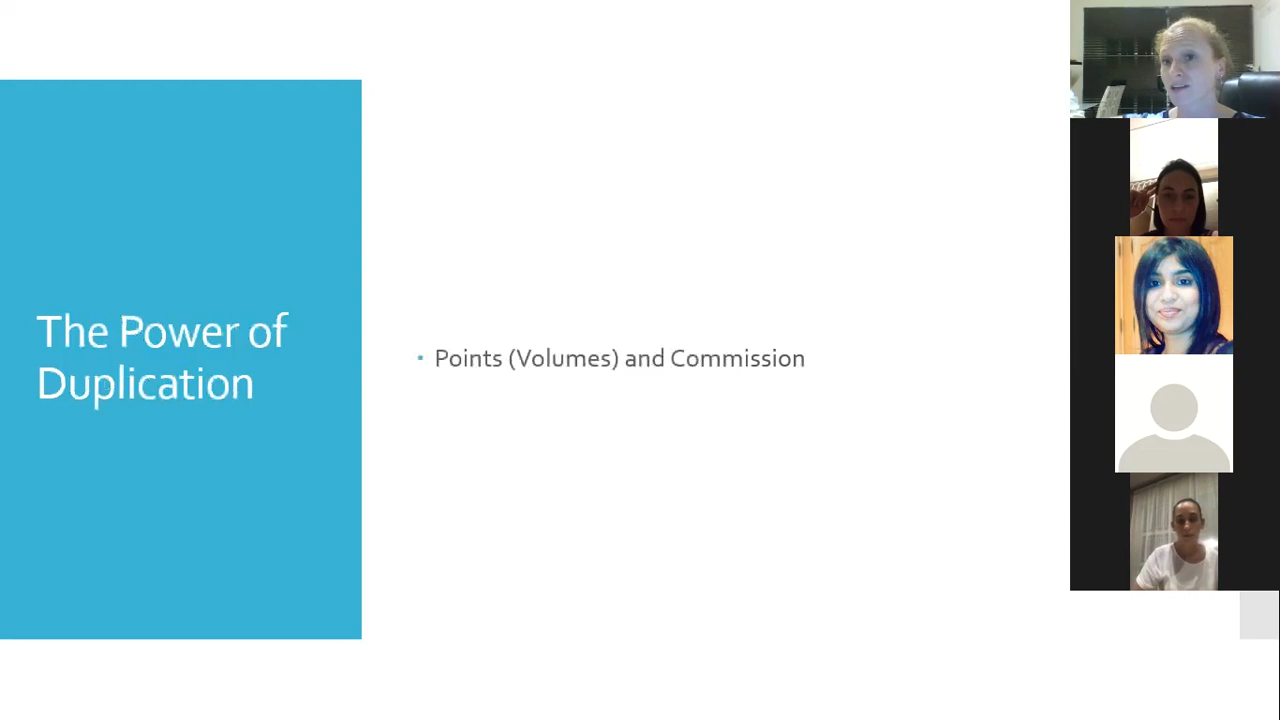 The Power of
Duplication
▪ Points (Volumes) and Commission